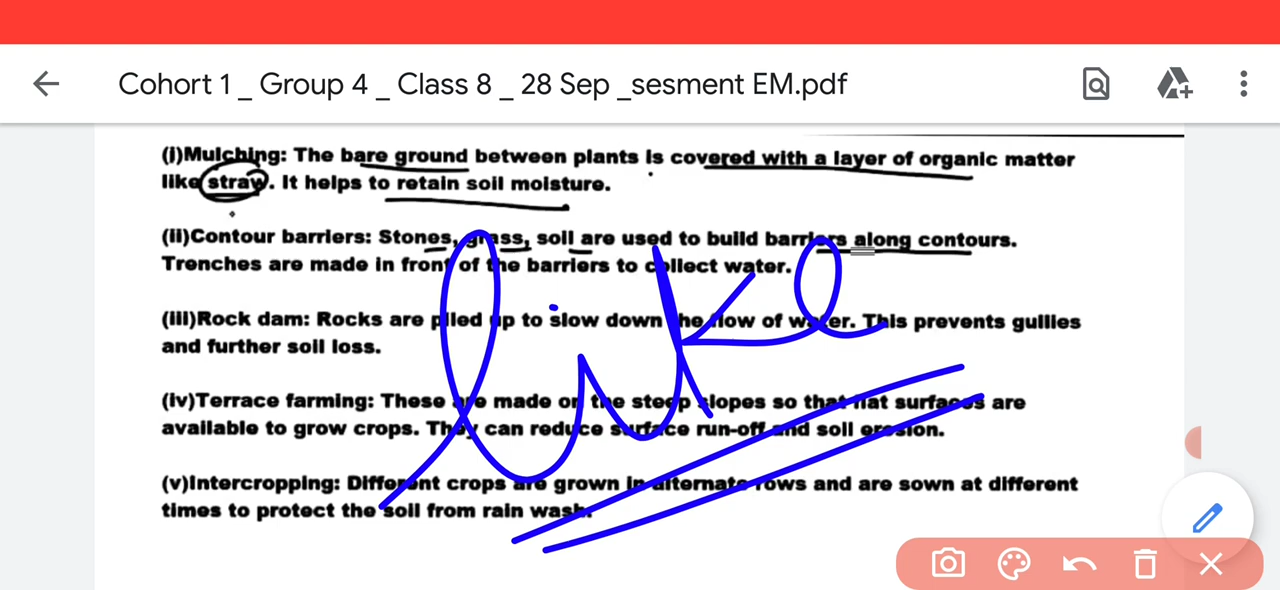 Cohort 1 _ Group 4 _ Class 8 _ 28 Sep _sesment EM.pdf
(i)Mulching: The bare ground between plants is covered with a layer of organic matter
like straw. It helps to retain soil moisture.
(ii)Contour barriers: Stones, grass, soil are used to build barriers along contours.
Trenches are made in front of the barriers to collect water.
(iii)Rock dam: Rocks are piled up to slow down the flow of water. This prevents gullies
and further soil loss.
(iv)Terrace farming: These are made on the steep slopes so that flat surfaces are
available to grow crops. They can reduce surface run-off and soil erosion.
(v)Intercropping: Different crops are grown in alternate rows and are sown at different
times to protect the soil from rain wash.
like